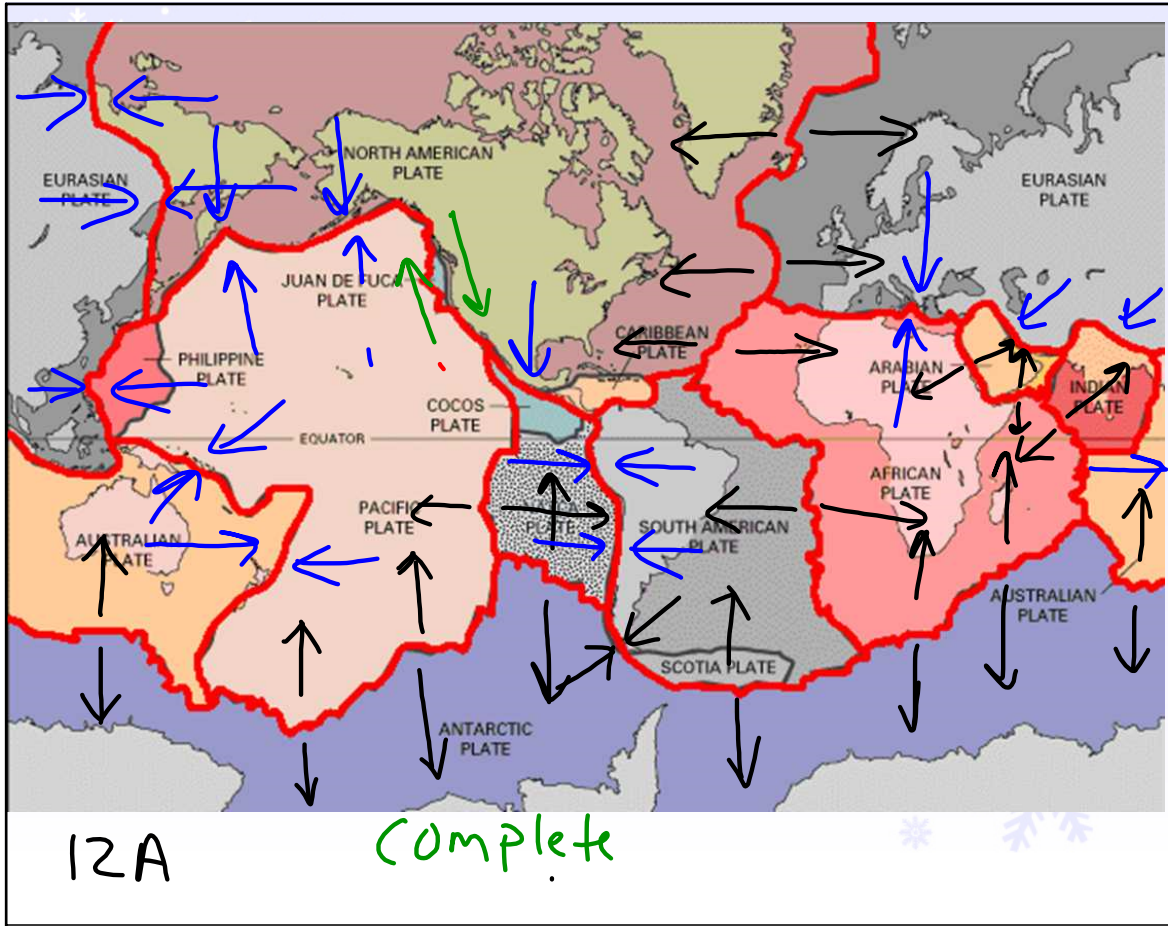 NORTH AMERICAN
PLATE
EURASIAN
PLATE
EURASIAN
PLATE
JUAN DE FUCA
PLATE
CARIBBEAN
PLATE
PHILIPPINE
PLATE
ARABIAN
PLATE
INDIAN
PLATE
COCOS
PLATE
EQUATOR
AFRICAN
PLATE
PACIFIC
PLATE
PLATE
SOUTH AMERICAN
PLATE
AUSTRALIAN
PLATE
AUSTRALIAN
PLATE
SCOTIA PLATE
ANTARCTIC
PLATE
12A
Complete